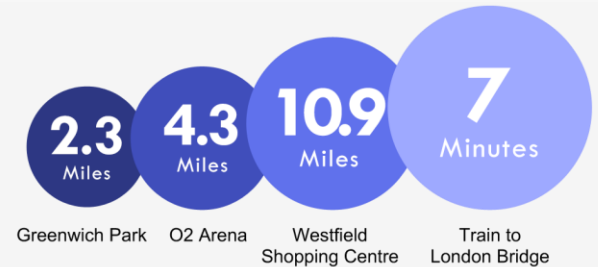 2.3
Miles
4.3
Miles
10.9
Miles
7
Minutes
Greenwich Park
O2 Arena
Westfield
Shopping Centre
Train to
London Bridge